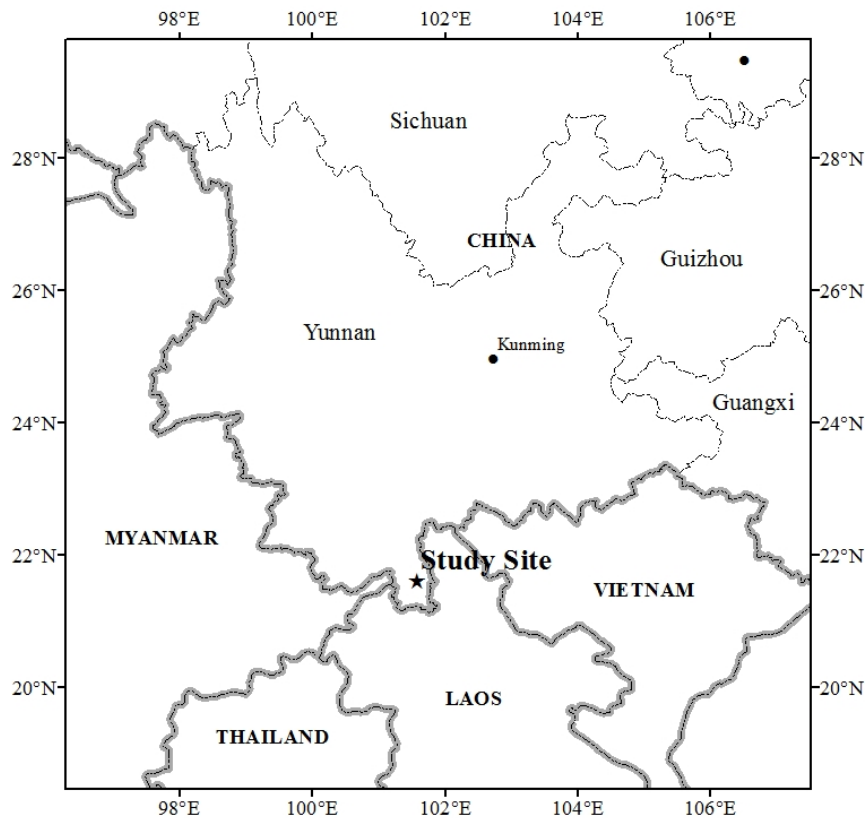 98°E 100°E 102°E 104°E 106°E
Sichuan
28°N 28°N
CHINA
Guizhou
26°N 26°N
Yunnan
Kunming
Guangxi
24°N 24°N
MYANMAR
22°N 22°N
Study Site
VIETNAM
20°N 20°N
LAOS
THAILAND
98°E 100°E 102°E 104°E 106°E